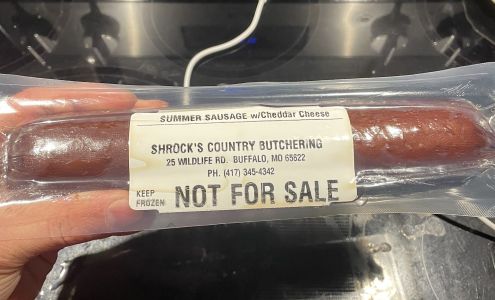 SUMMER SAUSAGE w/Cheddar Cheese
SHROCK'S COUNTRY BUTCHERING
25 WILDLIFE RD. BUFFALO, MO 65622
PH. (417) 345-4342
KEEP
FROZEN
NOT FOR SALE